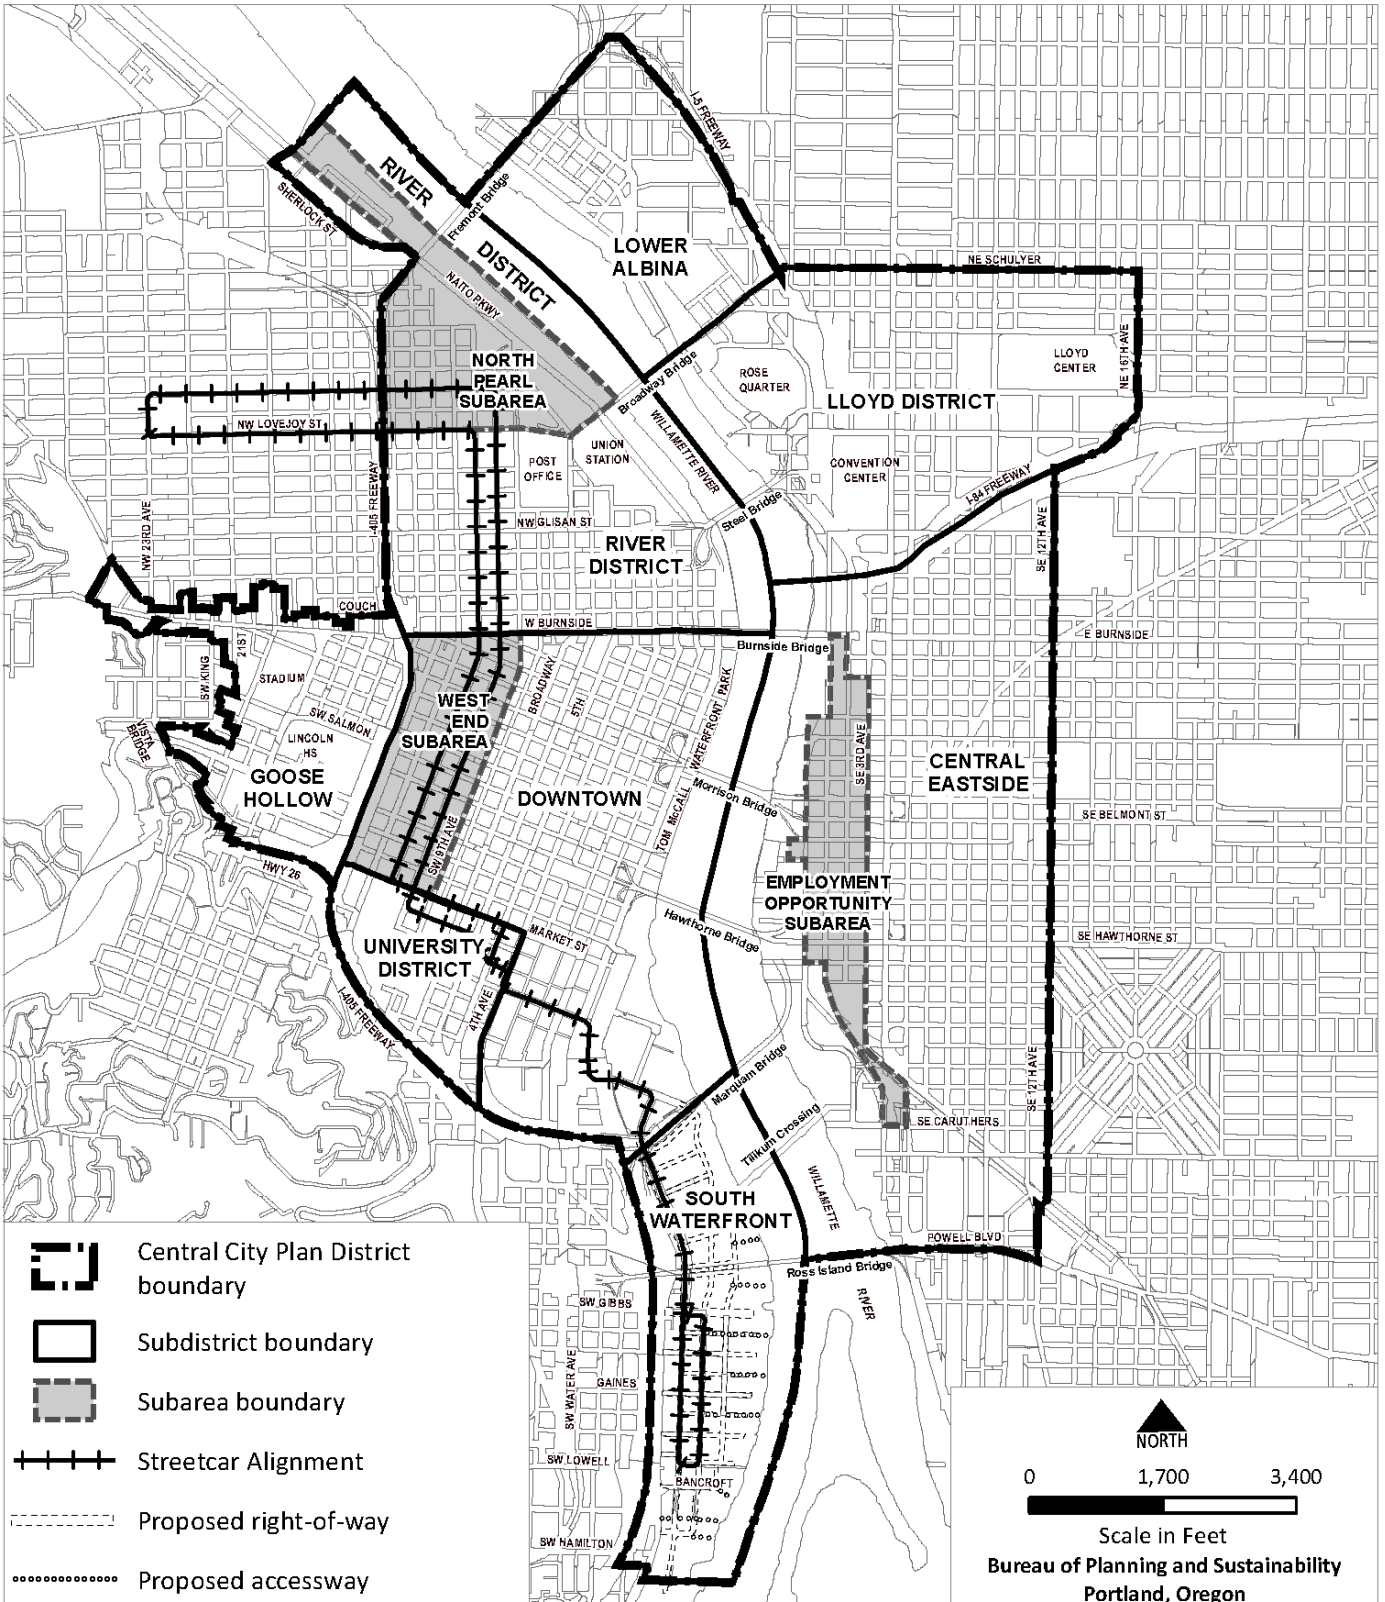 I-5 FREEWAY
RIVER
DISTRICT
SHERLOCK ST
Fremont Bridge
LOWER
ALBINA
NE SCHULYER
NAITO PKWY
NORTH
PEARL
SUBAREA
Broadway Bridge
ROSE
QUARTER
LLOYD
CENTER
NE 16TH AVE
LLOYD DISTRICT
NW LOVEJOY ST
WILLAMETTE RIVER
UNION
STATION
POST
OFFICE
CONVENTION
CENTER
I-405 FREEWAY
I-84 FREEWAY
Steel Bridge
NW 23RD AVE
NW GLISAN ST
RIVER
DISTRICT
SE 12TH AVE
COUCH
W BURNSIDE
E BURNSIDE
Burnside Bridge
21ST
SW KING
STADIUM
BROADWAY
5TH
WEST
END
SUBAREA
SW SALMON
LINCOLN
HS
VISTA
BRIDGE
TOM McCALL WATERFRONT PARK
SE 3RD AVE
CENTRAL
EASTSIDE
GOOSE
HOLLOW
DOWNTOWN
Morrison Bridge
SE BELMONT ST
SW 9TH AVE
HWY 26
EMPLOYMENT
OPPORTUNITY
SUBAREA
Hawthorne Bridge
SE HAWTHORNE ST
MARKET ST
UNIVERSITY
DISTRICT
4TH AVE
I-405 FREEWAY
Marquam Bridge
SE 12TH AVE
SE CARUTHERS
Tilikum Crossing
SOUTH
WATERFRONT
WILLAMETTE
RIVER
POWELL BLVD
Ross Island Bridge
SW GIBBS
SW WATER AVE
GAINES
SW LOWELL
BANCROFT
SW HAMILTON
Central City Plan District
boundary
Subdistrict boundary
Subarea boundary
Streetcar Alignment
Proposed right-of-way
Proposed accessway
NORTH
0 1,700 3,400
Scale in Feet
Bureau of Planning and Sustainability
Portland, Oregon